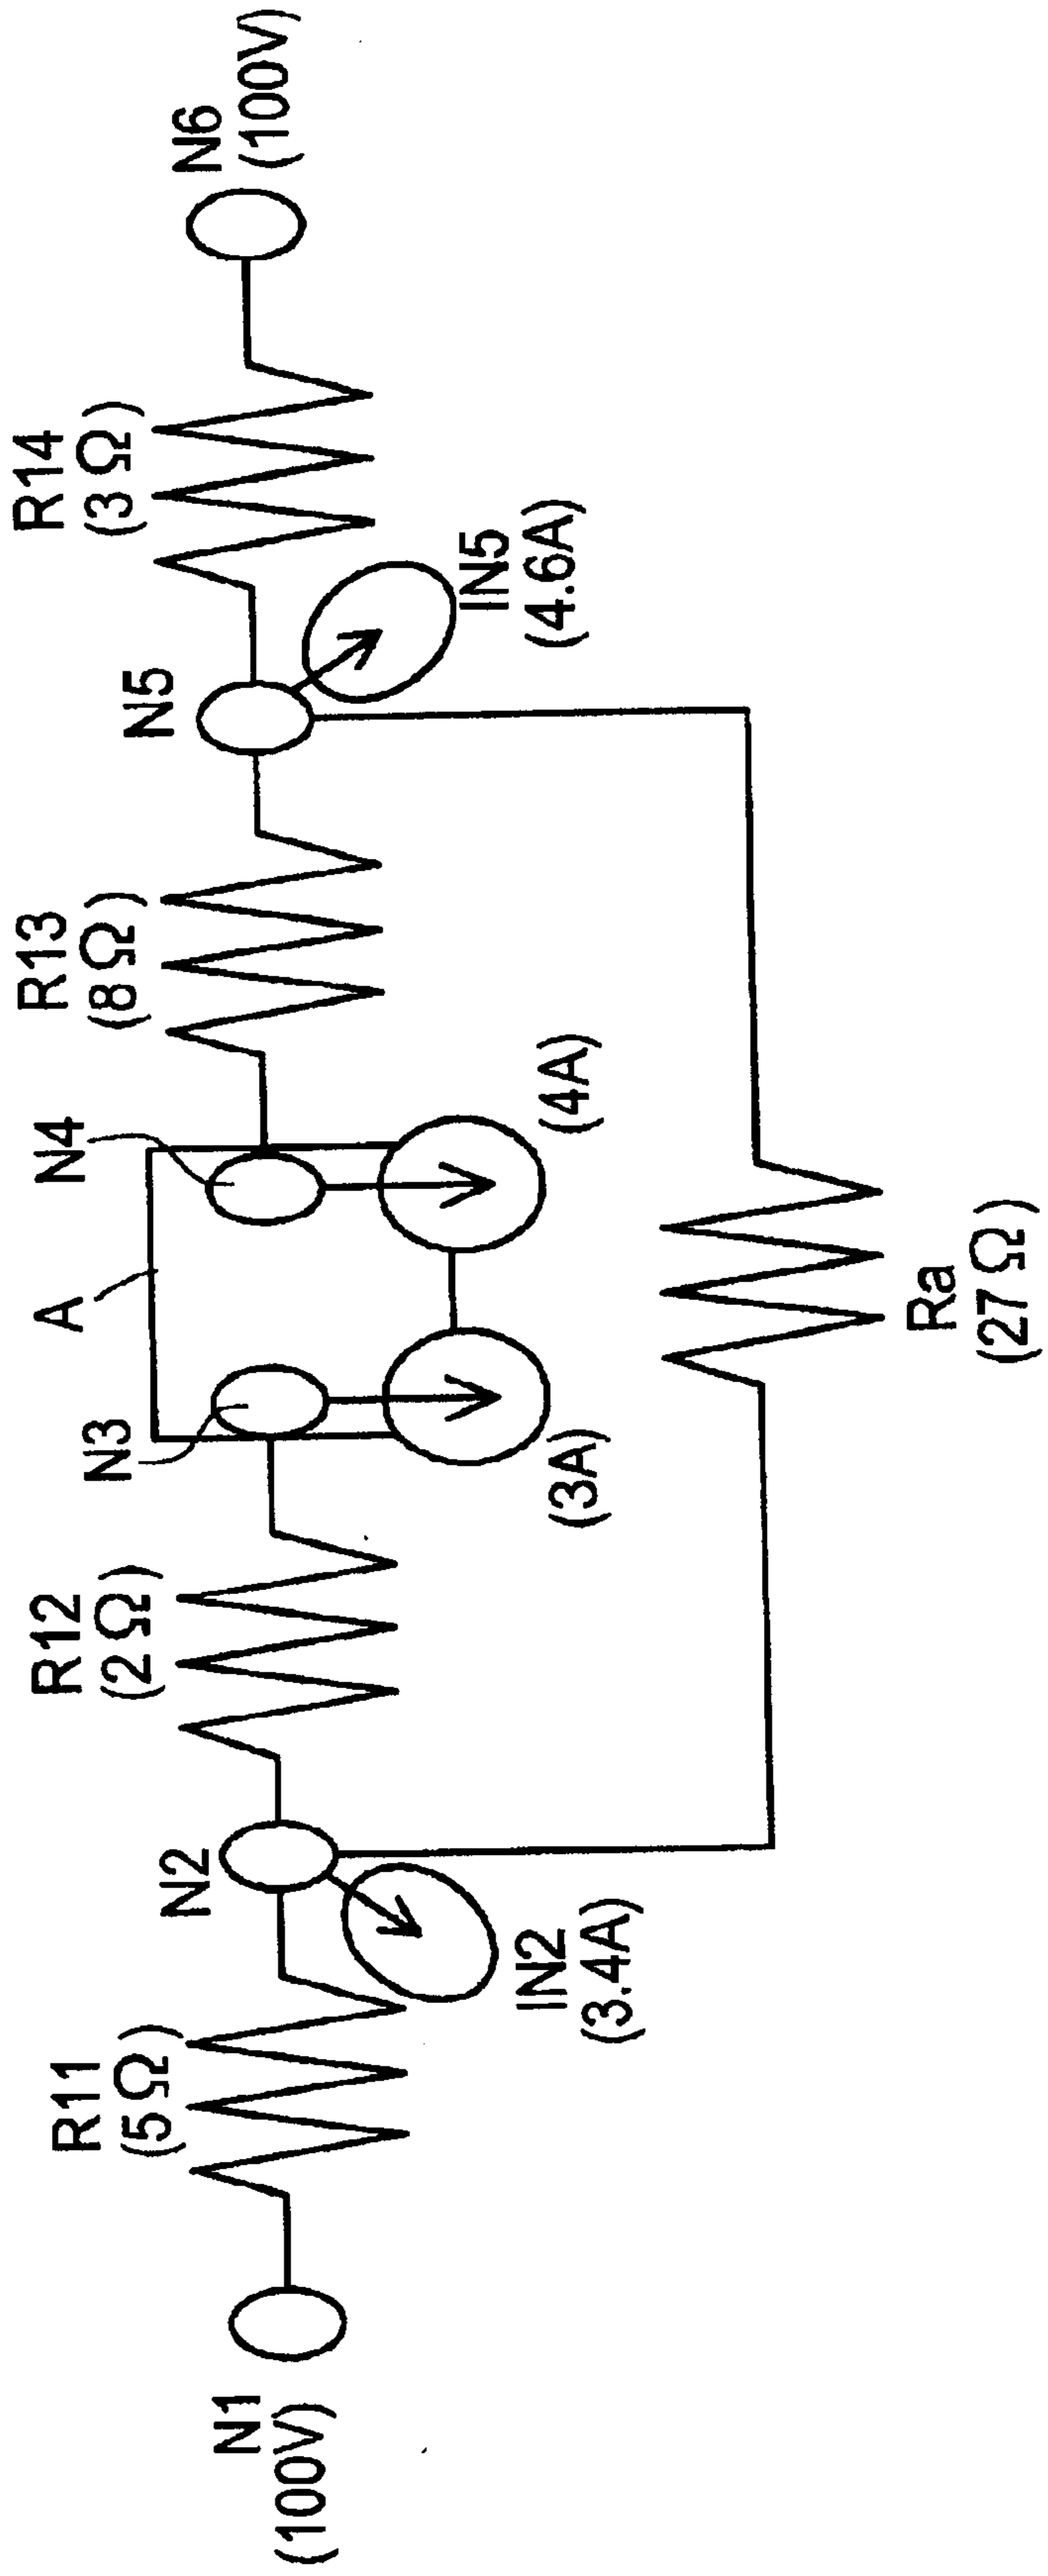 N1
(100V)
R11
(5Ω)
N2
IN2
(3.4A)
R12
(2Ω)
N3
(3A)
A
N4
(4A)
R13
(8Ω)
N5
IN5
(4.6A)
R14
(3Ω)
N6
(100V)
Ra
(27Ω)